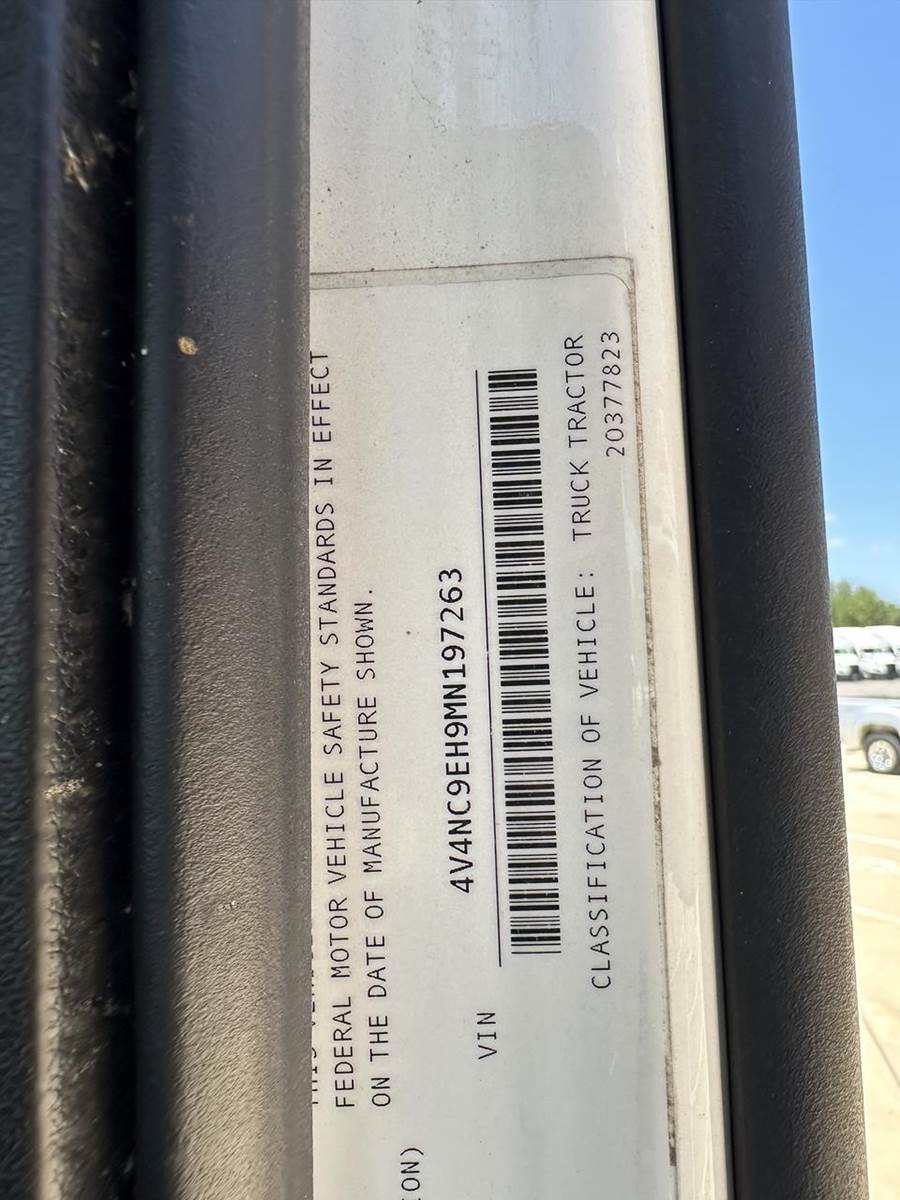 FEDERAL MOTOR VEHICLE SAFETY STANDARDS IN EFFECT
ON THE DATE OF MANUFACTURE SHOWN.
ION)
4V4NC9EH9MN197263
VIN
CLASSIFICATION OF VEHICLE: TRUCK TRACTOR
20377823